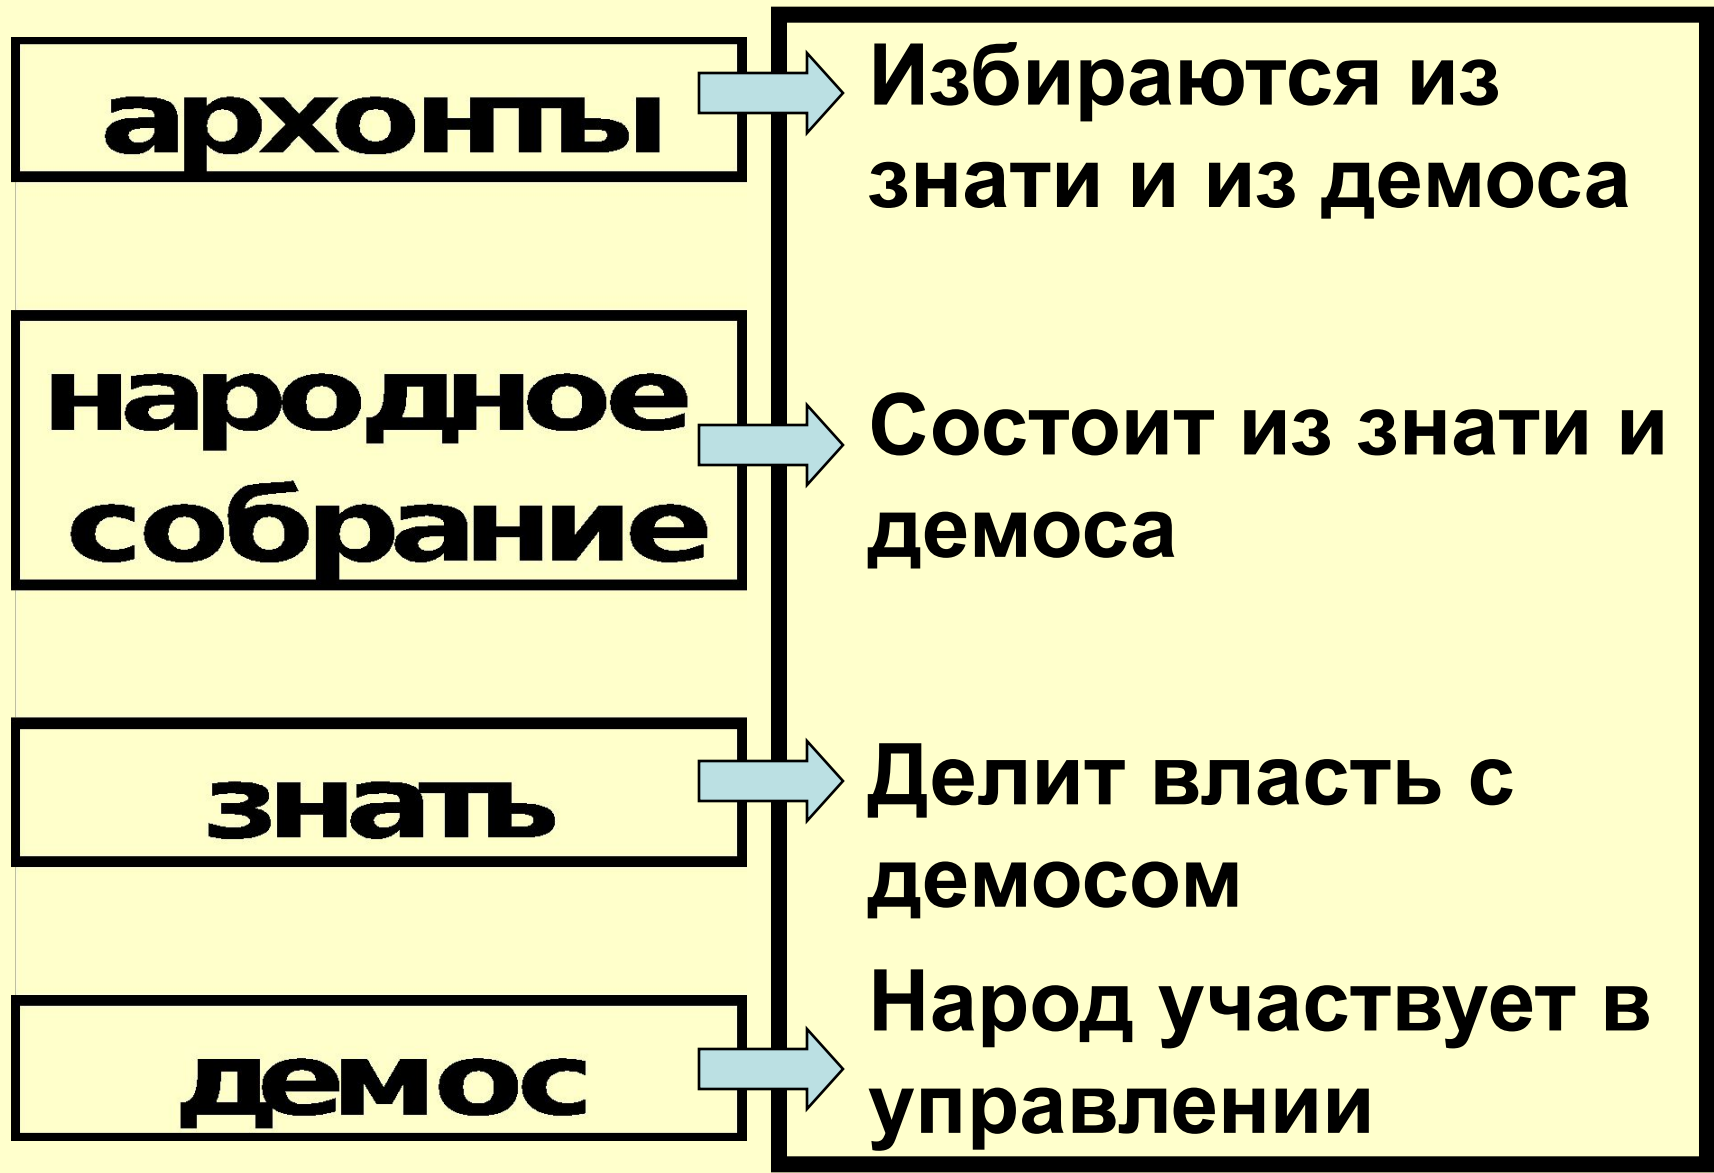 архонты
Избираются из
знати и из демоса
народное
собрание
Состоит из знати и
демоса
знать
Делит власть с
демосом
демос
Народ участвует в
управлении